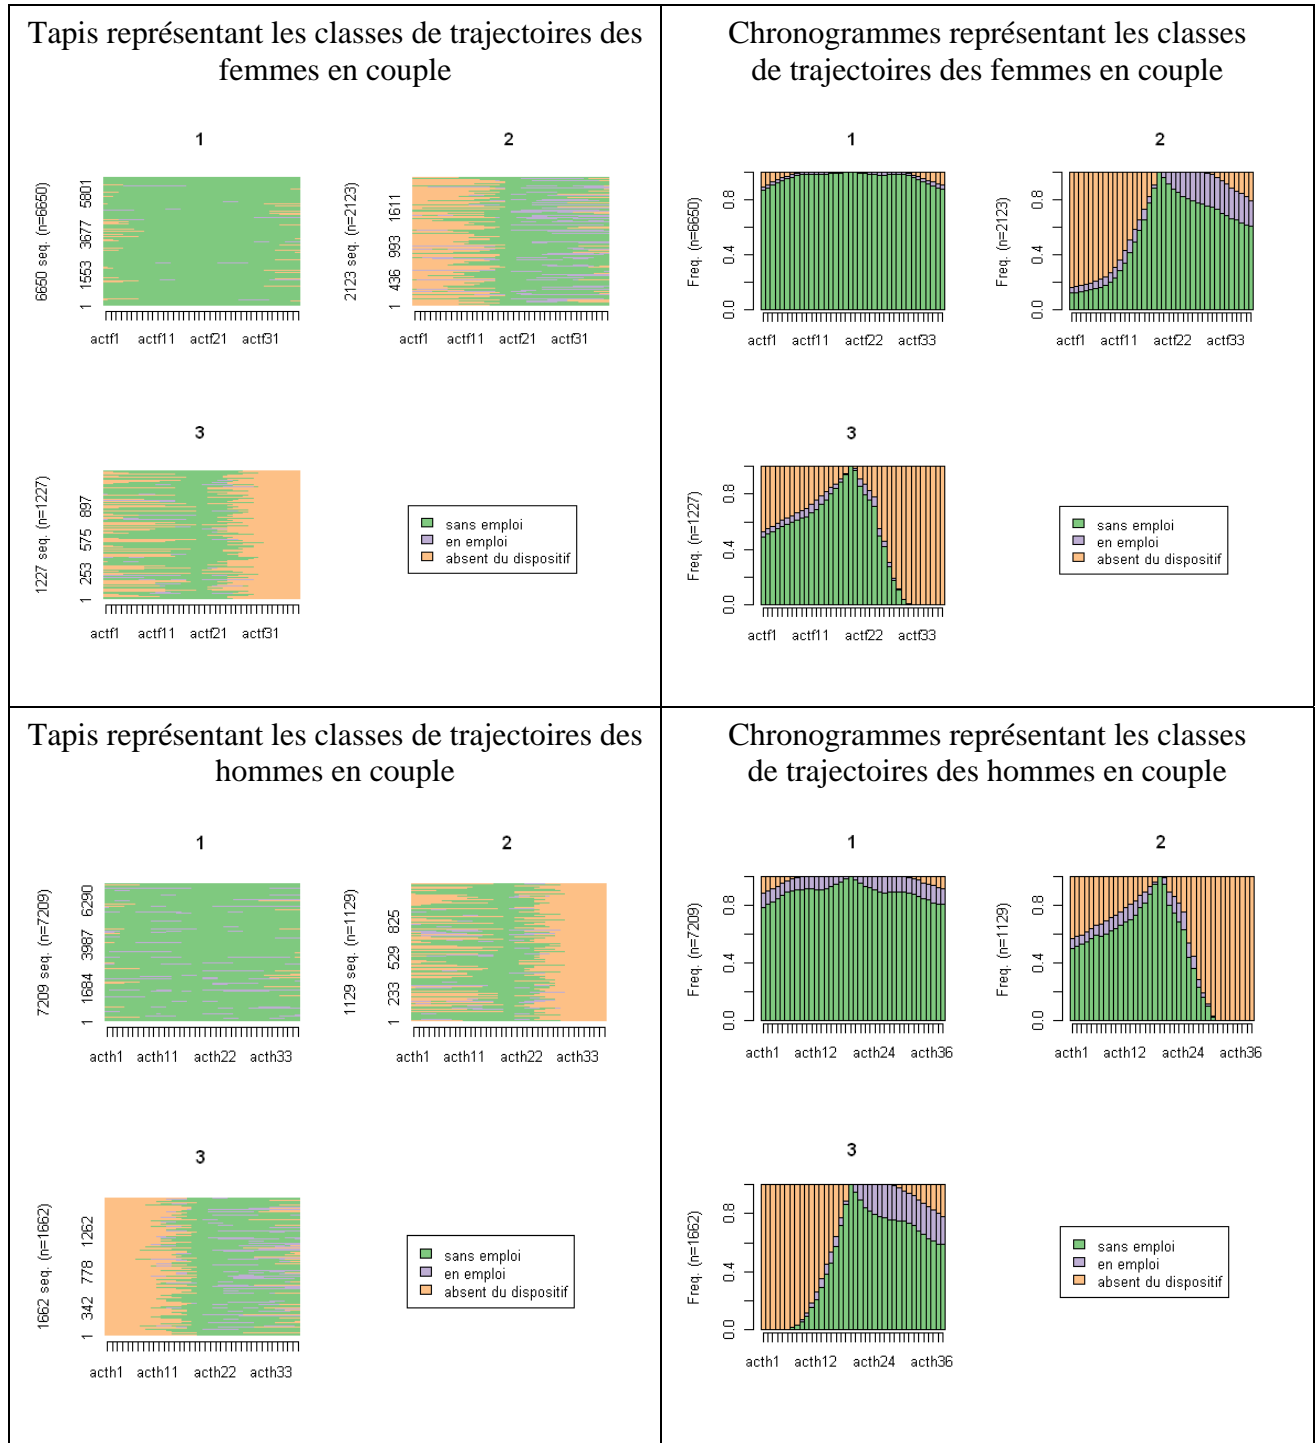 Tapis représentant les classes de trajectoires des
femmes en couple
1
6650 seq. (n=6650)
1 1553 3677 5801
actf1 actf11 actf21 actf31
2
2123 seq. (n=2123)
1 436 993 1611
actf1 actf11 actf21 actf31
3
1227 seq. (n=1227)
1 253 575 897
actf1 actf11 actf21 actf31
sans emploi
en emploi
absent du dispositif
Chronogrammes représentant les classes
de trajectoires des femmes en couple
1
Freq. (n=6650)
0.0 0.4 0.8
actf1 actf11 actf22 actf33
2
Freq. (n=2123)
0.0 0.4 0.8
actf1 actf11 actf22 actf33
3
Freq. (n=1227)
0.0 0.4 0.8
actf1 actf11 actf22 actf33
sans emploi
en emploi
absent du dispositif
Tapis représentant les classes de trajectoires des
hommes en couple
1
7209 seq. (n=7209)
1 1684 3987 6290
acth1 acth11 acth22 acth33
2
1129 seq. (n=1129)
1 233 529 825
acth1 acth11 acth22 acth33
3
1662 seq. (n=1662)
1 342 778 1262
acth1 acth11 acth22 acth33
sans emploi
en emploi
absent du dispositif
Chronogrammes représentant les classes
de trajectoires des hommes en couple
1
Freq. (n=7209)
0.0 0.4 0.8
acth1 acth12 acth24 acth36
2
Freq. (n=1129)
0.0 0.4 0.8
acth1 acth12 acth24 acth36
3
Freq. (n=1662)
0.0 0.4 0.8
acth1 acth12 acth24 acth36
sans emploi
en emploi
absent du dispositif